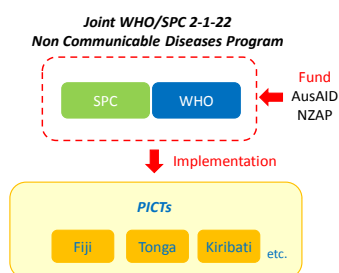 Joint WHO/SPC 2-1-22
Non Communicable Diseases Program
SPC
WHO
Fund
AusAID
NZAP
Implementation
PICTs
Fiji
Tonga
Kiribati
etc.